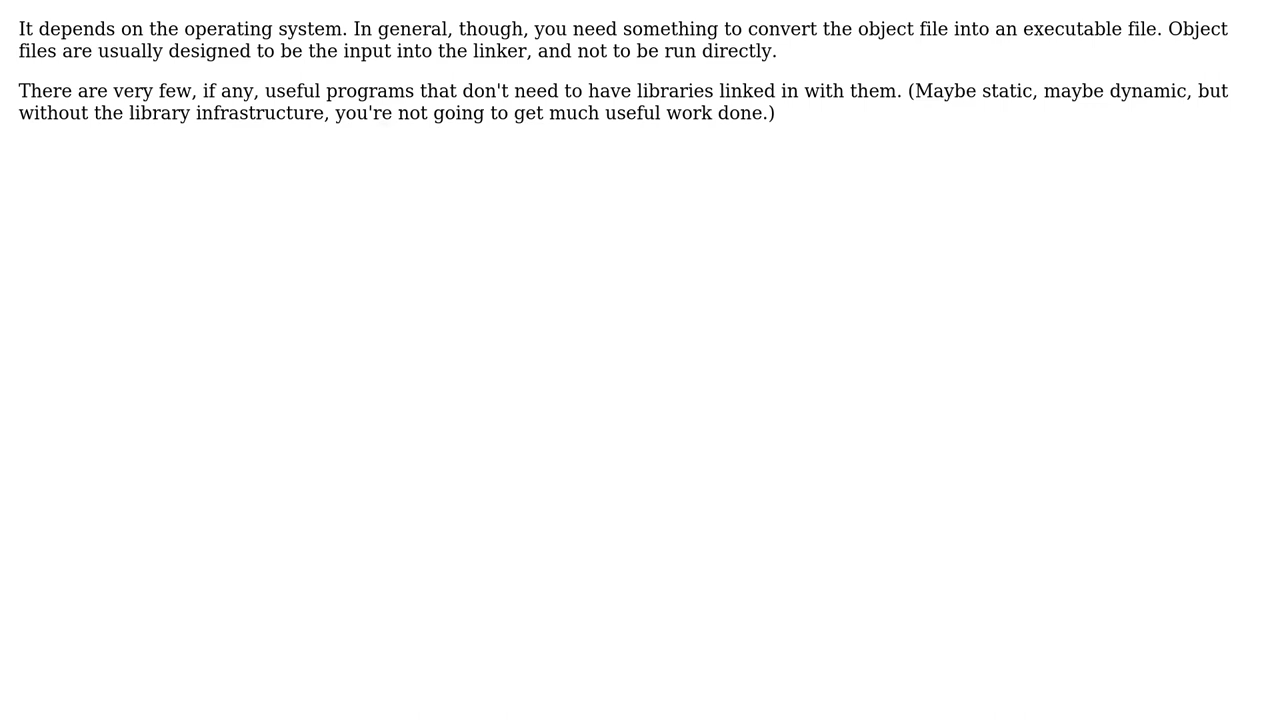 It depends on the operating system. In general, though, you need something to convert the object file into an executable file. Object
files are usually designed to be the input into the linker, and not to be run directly.
There are very few, if any, useful programs that don't need to have libraries linked in with them. (Maybe static, maybe dynamic, but
without the library infrastructure, you're not going to get much useful work done.)